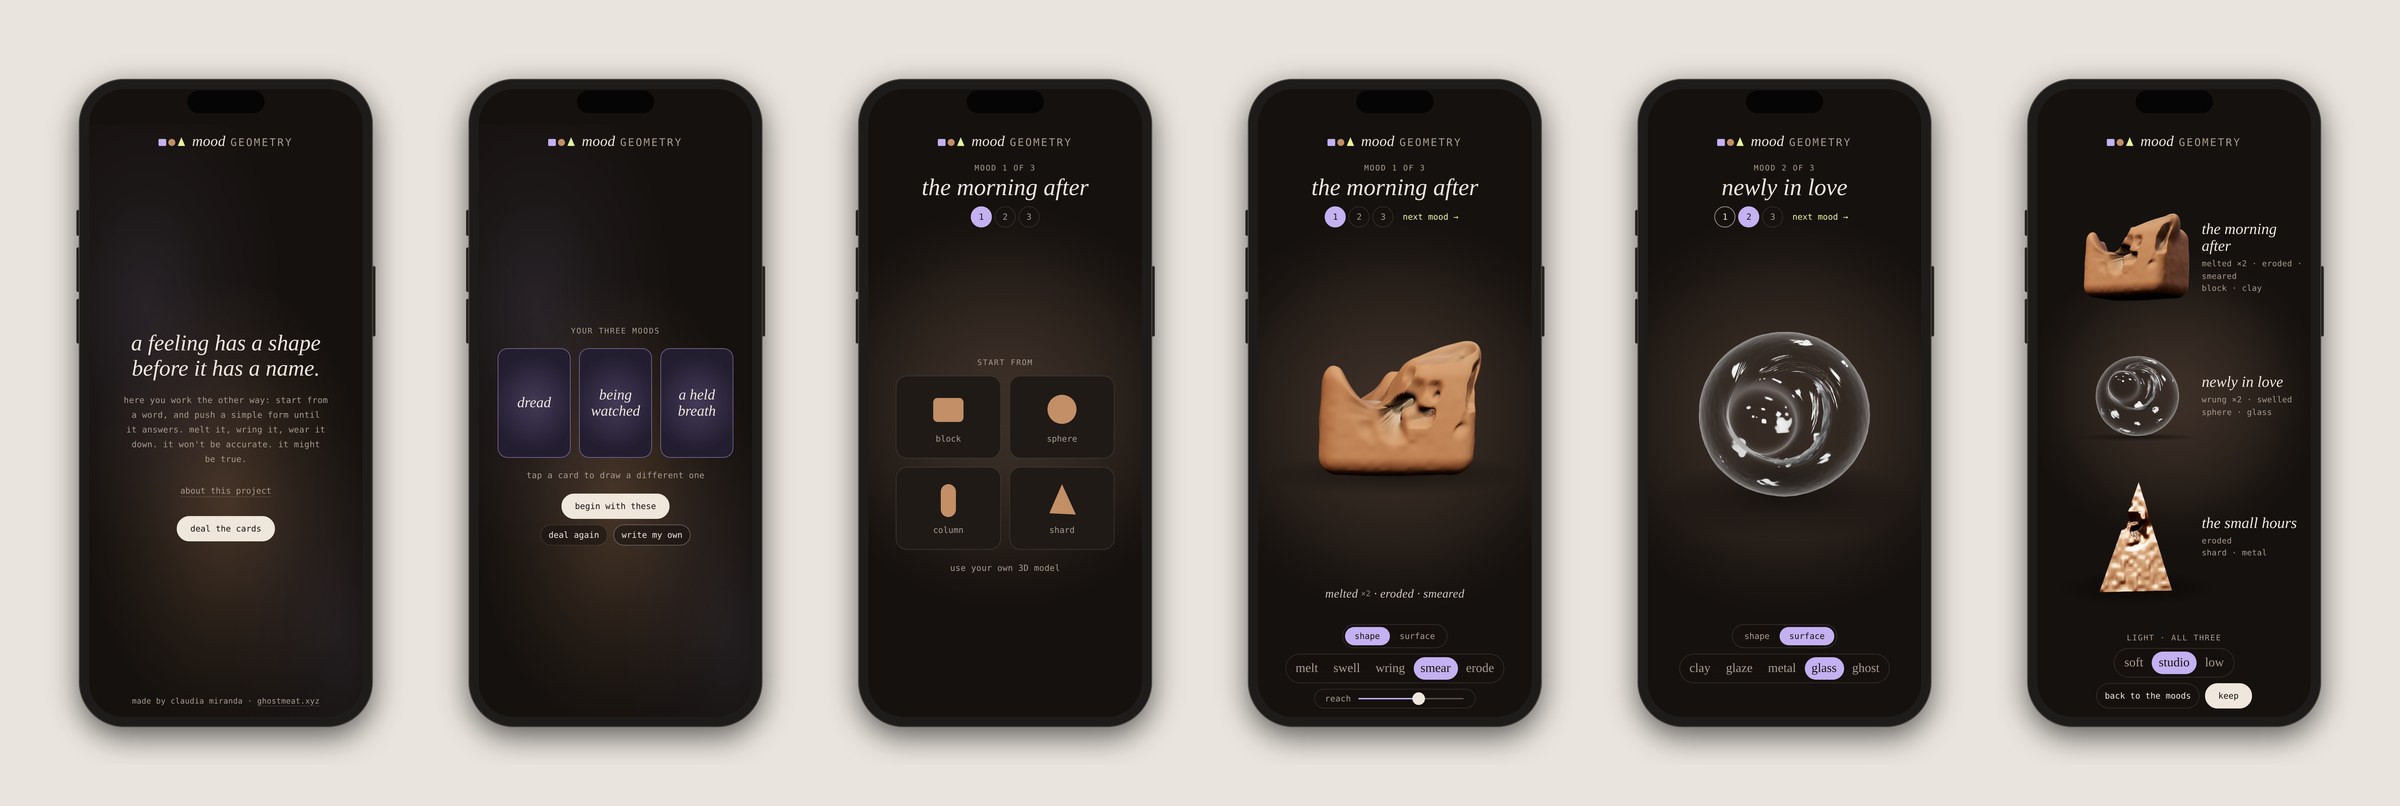 mood GEOMETRY
a feeling has a shape
before it has a name.
here you work the other way: start from
a word, and push a simple form until
it answers. melt it, wring it, wear it
down. it won't be accurate. it might
be true.
about this project
deal the cards
made by claudia miranda · ghostmeat.xyz
mood GEOMETRY
YOUR THREE MOODS
dread
being
watched
a held
breath
tap a card to draw a different one
begin with these
deal again
write my own
mood GEOMETRY
MOOD 1 OF 3
the morning after
1 2 3
START FROM
block
sphere
column
shard
use your own 3D model
mood GEOMETRY
MOOD 1 OF 3
the morning after
1 2 3 next mood →
melted ×2 · eroded · smeared
shape surface
melt swell wring smear erode
reach
mood GEOMETRY
MOOD 2 OF 3
newly in love
1 2 3 next mood →
shape surface
clay glaze metal glass ghost
mood GEOMETRY
the morning
after
melted ×2 · eroded ·
smeared
block · clay
newly in love
wrung ×2 · swelled
sphere · glass
the small hours
eroded
shard · metal
LIGHT · ALL THREE
soft studio low
back to the moods
keep